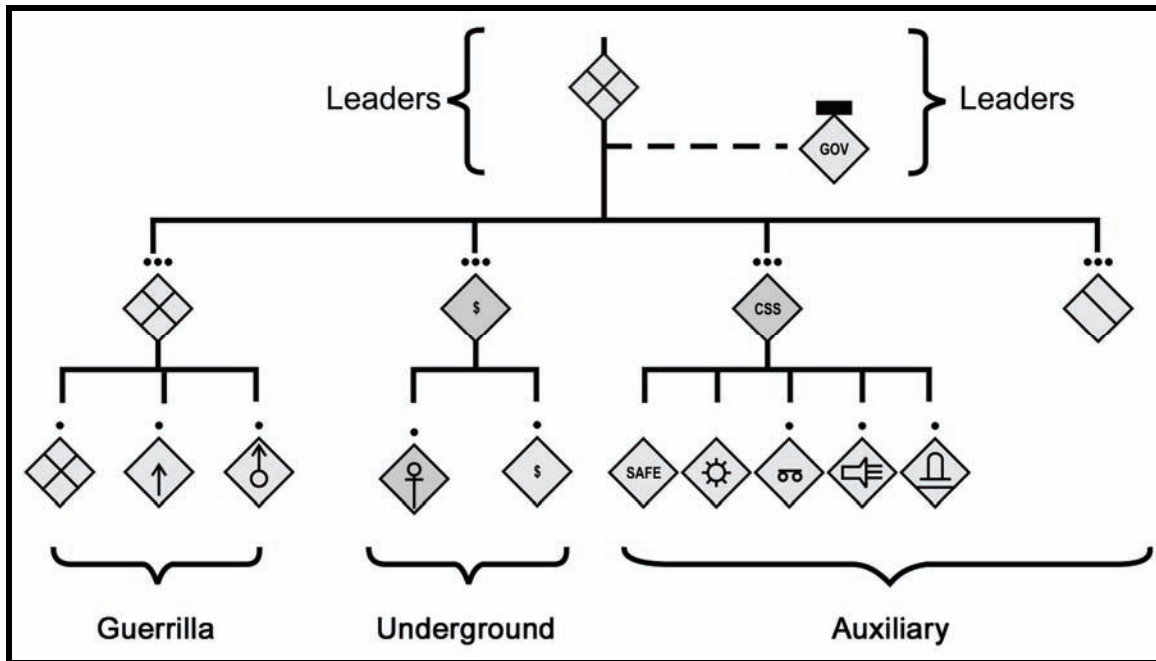 Leaders
Leaders
GOV
$
CSS
$
SAFE
Guerrilla
Underground
Auxiliary